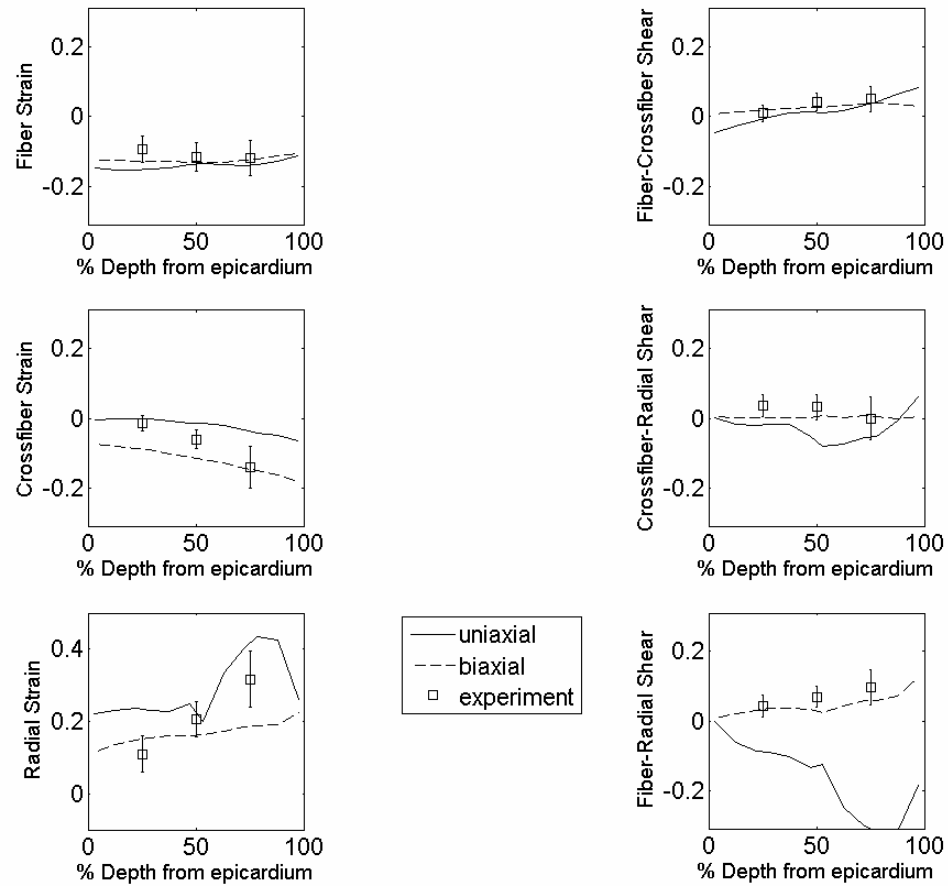 Fiber Strain
0.2
0
-0.2
0 50 100
% Depth from epicardium
Fiber-Crossfiber Shear
0.2
0
-0.2
0 50 100
% Depth from epicardium
Crossfiber Strain
0.2
0
-0.2
0 50 100
% Depth from epicardium
Crossfiber-Radial Shear
0.2
0
-0.2
0 50 100
% Depth from epicardium
Radial Strain
0.4
0.2
0
0 50 100
% Depth from epicardium
uniaxial
biaxial
experiment
Fiber-Radial Shear
0.2
0
-0.2
0 50 100
% Depth from epicardium